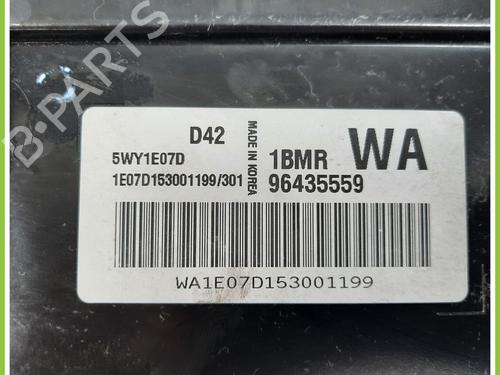 B-PARTS
D42
5WY1E07D
1E07D153001199/301
MADE IN KOREA
1BMR
WA
96435559
WA1E07D153001199